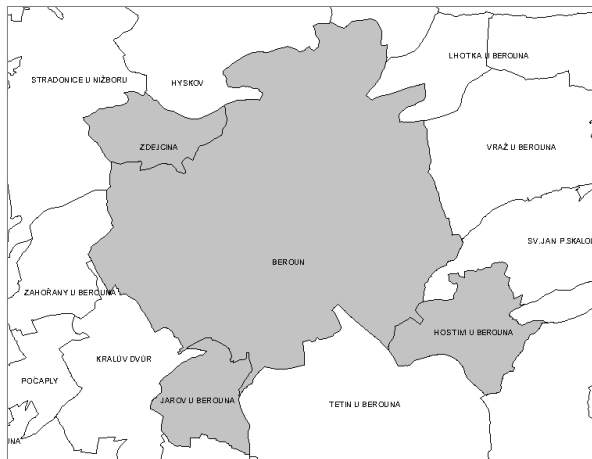 LHOTKA U BEROUNA
STRADONICE U NIŽBORU
HYSKOV
ZDEJCINA
VRAŽ U BEROUNA
SV.JAN P.SKALOU
BEROUN
ZAHOŘANY U BEROUNA
HOSTIM U BEROUNA
KRALŮV DVŮR
POČAPLY
JAROV U BEROUNA
TETIN U BEROUNA
UNA